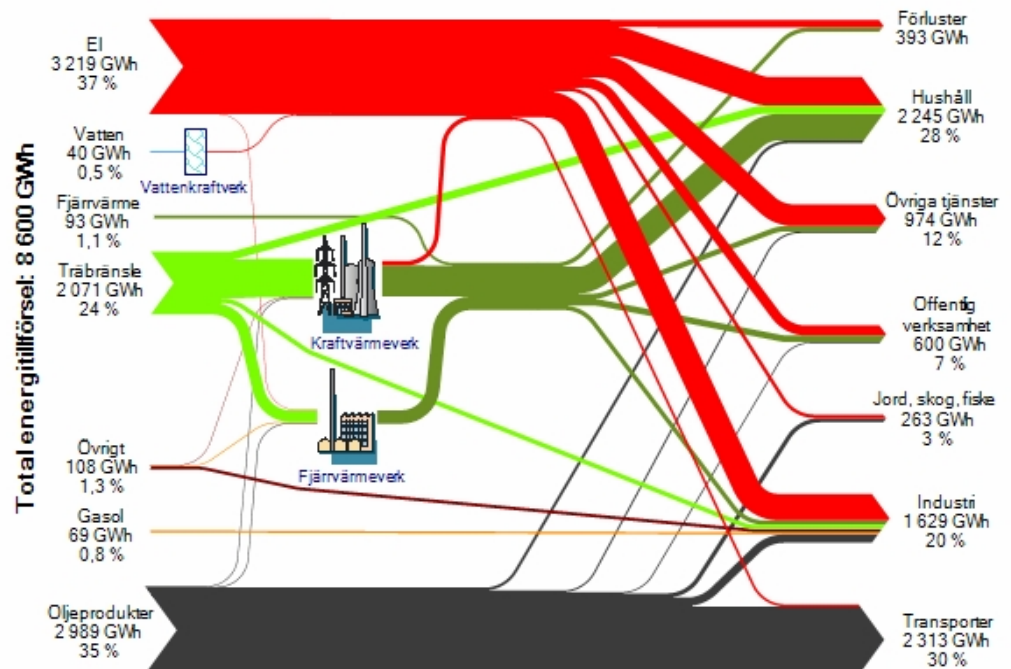 Total energitillförsel: 8 600 GWh
El
3 219 GWh
37 %
Vatten
40 GWh
0,5 %
Vattenkraftverk
Fjärrvärme
93 GWh
1,1 %
Träbränsle
2 071 GWh
24 %
Kraftvärmeverk
Fjärrvärmeverk
Övrigt
108 GWh
1,3 %
Gasol
69 GWh
0,8 %
Oljeprodukter
2 989 GWh
35 %
Förluster
393 GWh
Hushåll
2 245 GWh
28 %
Övriga tjänster
974 GWh
12 %
Offentlig
verksamhet
600 GWh
7 %
Jord, skog, fiske
263 GWh
3 %
Industri
1 629 GWh
20 %
Transporter
2 313 GWh
30 %